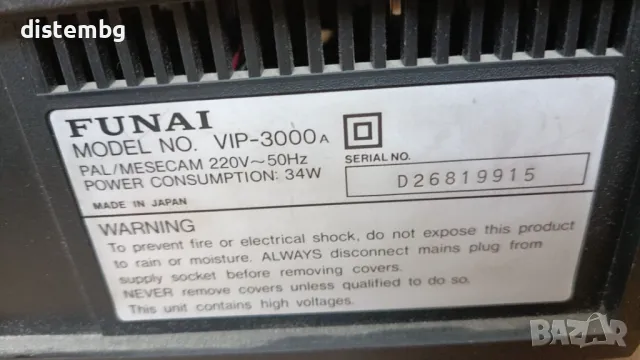 distembg
FUNAI
MODEL NO. VIP-3000A
PAL/MESECAM 220V~50Hz
POWER CONSUMPTION: 34W
MADE IN JAPAN
SERIAL NO.
D26819915
WARNING
To prevent fire or electrical shock, do not expose this product
to rain or moisture. ALWAYS disconnect mains plug from
supply socket before removing covers.
NEVER remove covers unless qualified to do so.
This unit contains high voltages.
BAZAR
bazar.bg